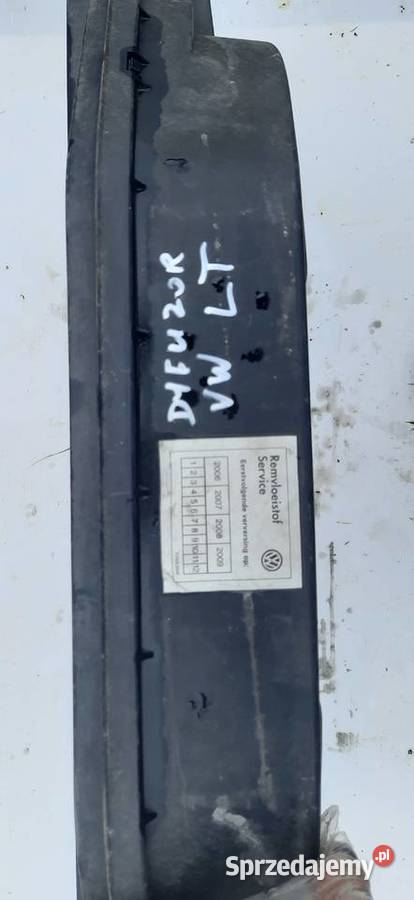 DYFUZOR
VW LT
Remvloeistof
Service
Eerstvolgende verversing op:
2006 2007 2008 2009
1 2 3 4 5 6 7 8 9 10 11 12
Sprzedajemy.pl